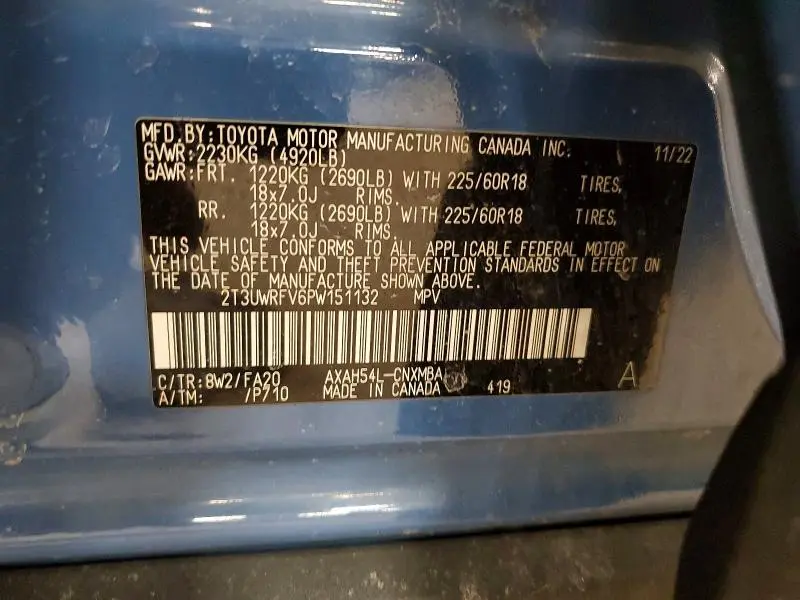 MFD.BY:TOYOTA MOTOR MANUFACTURING CANADA INC. 11/22
GVWR:2230KG (4920LB)
GAWR:FRT. 1220KG (2690LB) WITH 225/60R18 TIRES,
18x7.0J RIMS.
RR. 1220KG (2690LB) WITH 225/60R18 TIRES,
18x7.0J RIMS.
THIS VEHICLE CONFORMS TO ALL APPLICABLE FEDERAL MOTOR
VEHICLE SAFETY AND THEFT PREVENTION STANDARDS IN EFFECT ON
THE DATE OF MANUFACTURE SHOWN ABOVE.
2T3UWRFV6PW151132 MPV
C/TR:8W2/FA20 AXAH54L-CNXMBA
A/TM: /P710 MADE IN CANADA 419 A